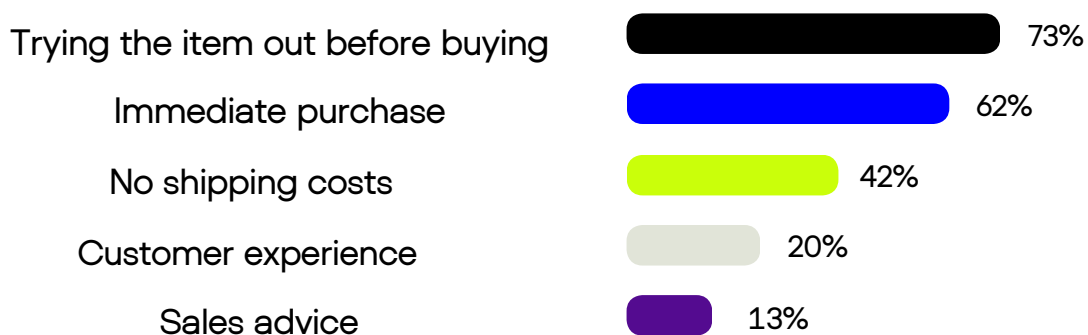 Trying the item out before buying 73%
Immediate purchase 62%
No shipping costs 42%
Customer experience 20%
Sales advice 13%